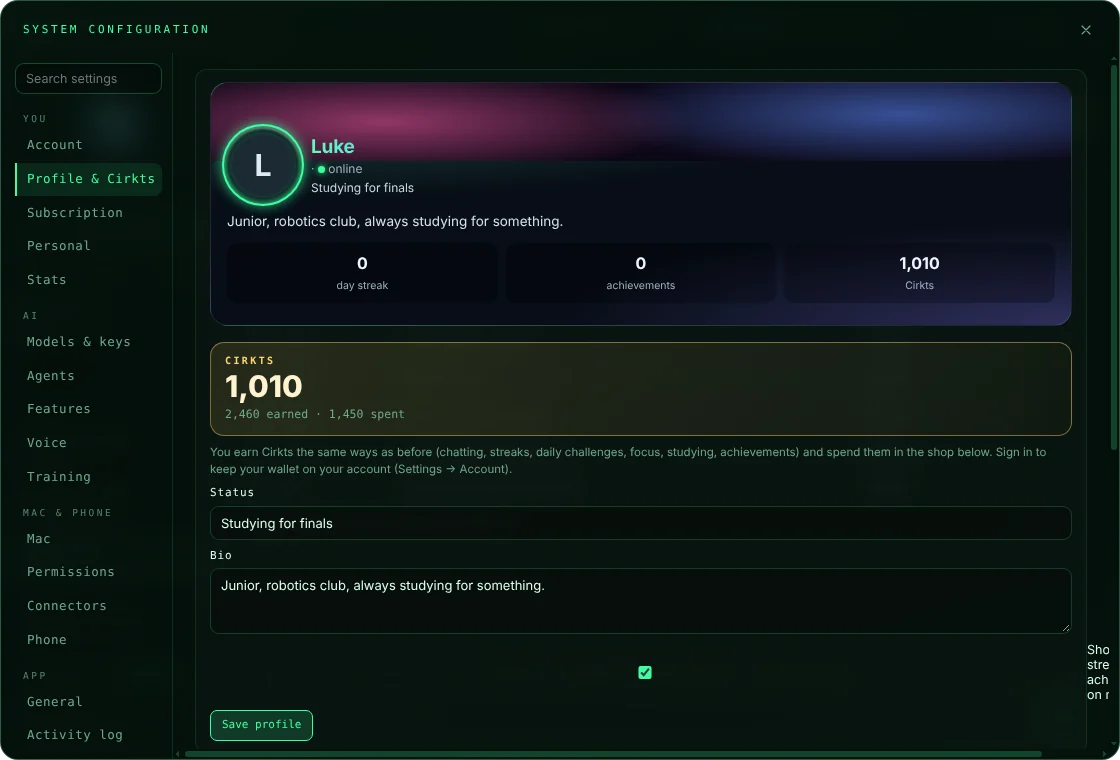 SYSTEM CONFIGURATION
Search settings
YOU
Account
Profile & Cirkts
Subscription
Personal
Stats
AI
Models & keys
Agents
Features
Voice
Training
MAC & PHONE
Mac
Permissions
Connectors
Phone
APP
General
Activity log
L
Luke
· online
Studying for finals
Junior, robotics club, always studying for something.
0
day streak
0
achievements
1,010
Cirkts
CIRKTS
1,010
2,460 earned · 1,450 spent
You earn Cirkts the same ways as before (chatting, streaks, daily challenges, focus, studying, achievements) and spend them in the shop below. Sign in to
keep your wallet on your account (Settings → Account).
Status
Studying for finals
Bio
Junior, robotics club, always studying for something.
Sho
stre
ach
on
Save profile